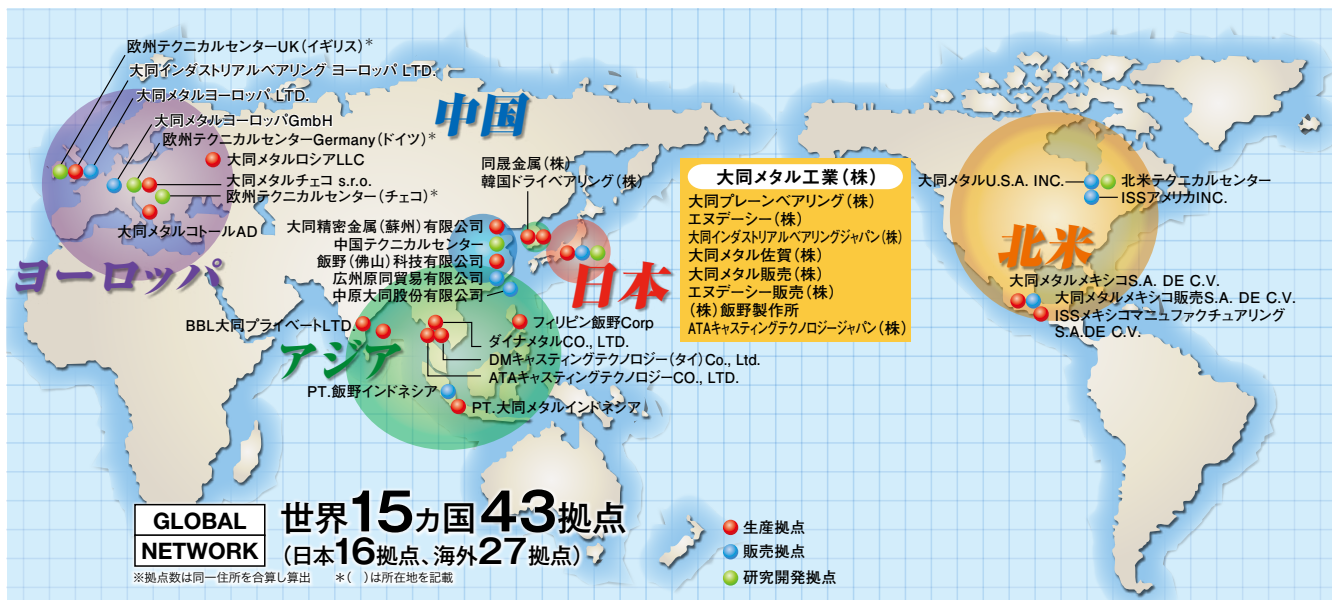 欧州テクニカルセンターUK(イギリス)*
大同インダストリアルベアリング ヨーロッパ LTD.
大同メタルヨーロッパ LTD.
大同メタルヨーロッパGmbH
欧州テクニカルセンターGermany(ドイツ)*
大同メタルロシアLLC
大同メタルチェコ s.r.o.
欧州テクニカルセンター(チェコ)*
大同メタルコトールAD
ヨーロッパ
中国
同晟金属(株)
韓国ドライベアリング(株)
大同精密金属(蘇州)有限公司
中国テクニカルセンター
飯野(佛山)科技有限公司
広州原同貿易有限公司
中原大同股份有限公司
日本
大同メタル工業(株)
大同プレーンベアリング(株)
エヌデーシー(株)
大同インダストリアルベアリングジャパン(株)
大同メタル佐賀(株)
大同メタル販売(株)
エヌデーシー販売(株)
(株)飯野製作所
ATAキャスティングテクノロジージャパン(株)
BBL大同プライベートLTD.
アジア
フィリピン飯野Corp
ダイナメタルCO., LTD.
DMキャスティングテクノロジー(タイ)Co., Ltd.
ATAキャスティングテクノロジーCO., LTD.
PT.飯野インドネシア
PT.大同メタルインドネシア
大同メタルU.S.A. INC.
北米テクニカルセンター
ISSアメリカINC.
北米
大同メタルメキシコS.A. DE C.V.
大同メタルメキシコ販売S.A. DE C.V.
ISSメキシコマニュファクチュアリング
S.A.DE C.V.
GLOBAL
NETWORK
世界15カ国43拠点
(日本16拠点、海外27拠点)
※拠点数は同一住所を合算し算出 *( )は所在地を記載
生産拠点
販売拠点
研究開発拠点